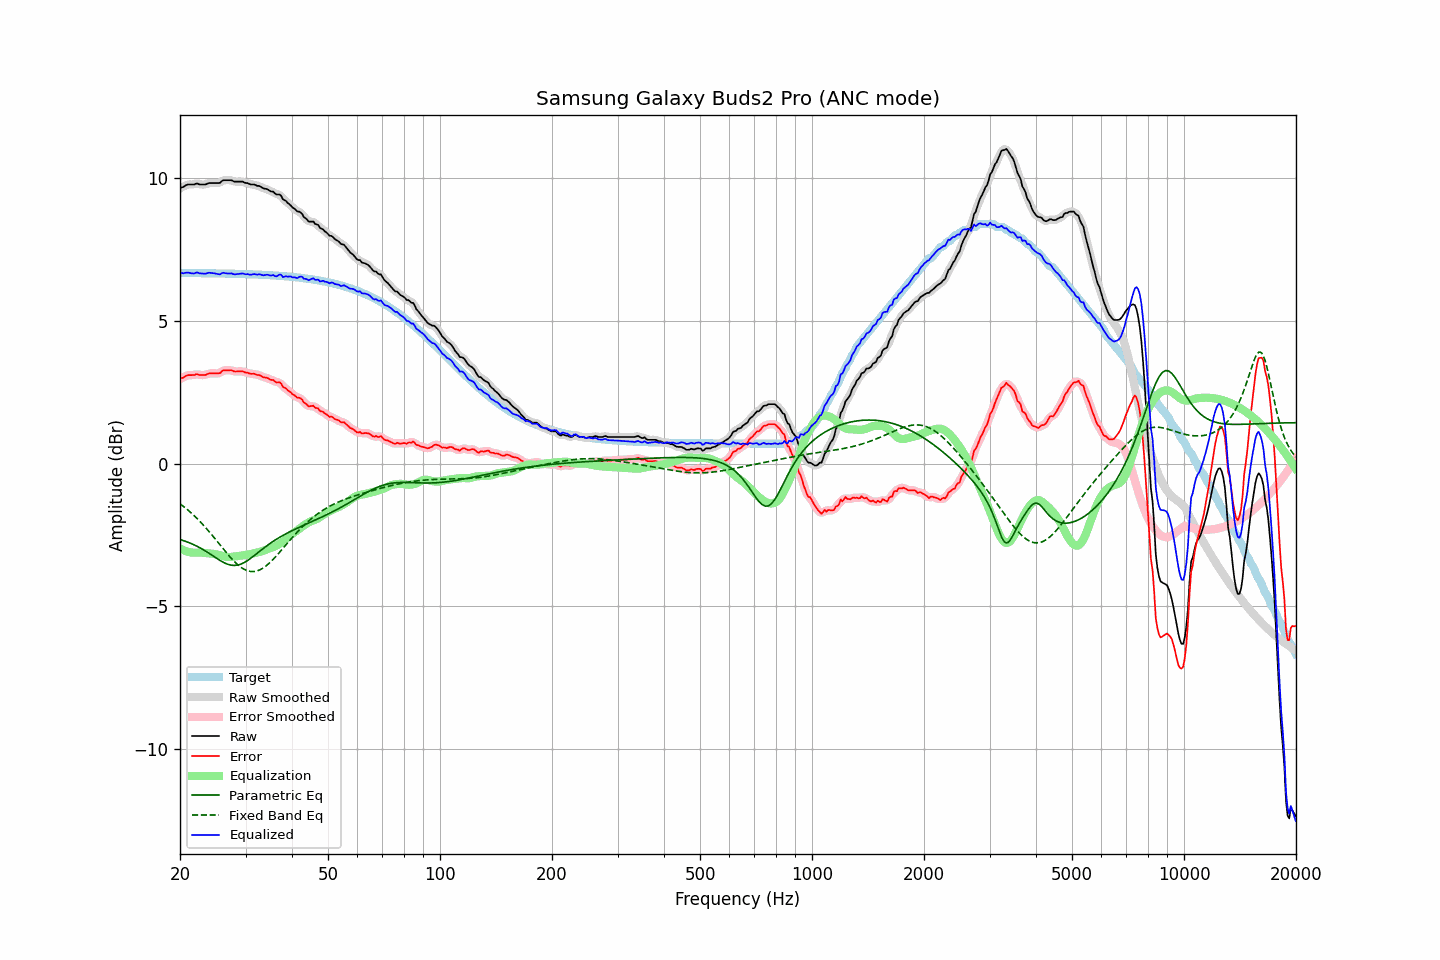 Samsung Galaxy Buds2 Pro (ANC mode)
Amplitude (dBr)
10
5
0
−5
−10
Target
Raw Smoothed
Error Smoothed
Raw
Error
Equalization
Parametric Eq
Fixed Band Eq
Equalized
20 50 100 200 500 1000 2000 5000 10000 20000
Frequency (Hz)